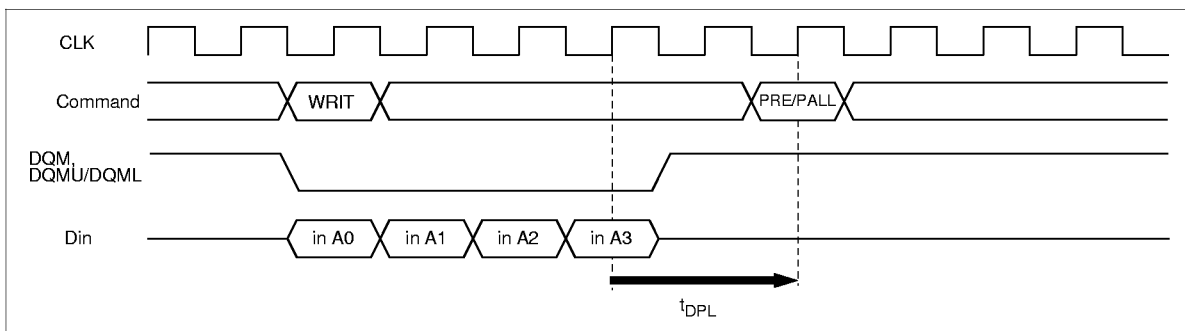 CLK
Command
WRIT
PRE/PALL
DQM,
DQMU/DQML
Din
in A0
in A1
in A2
in A3
tDPL